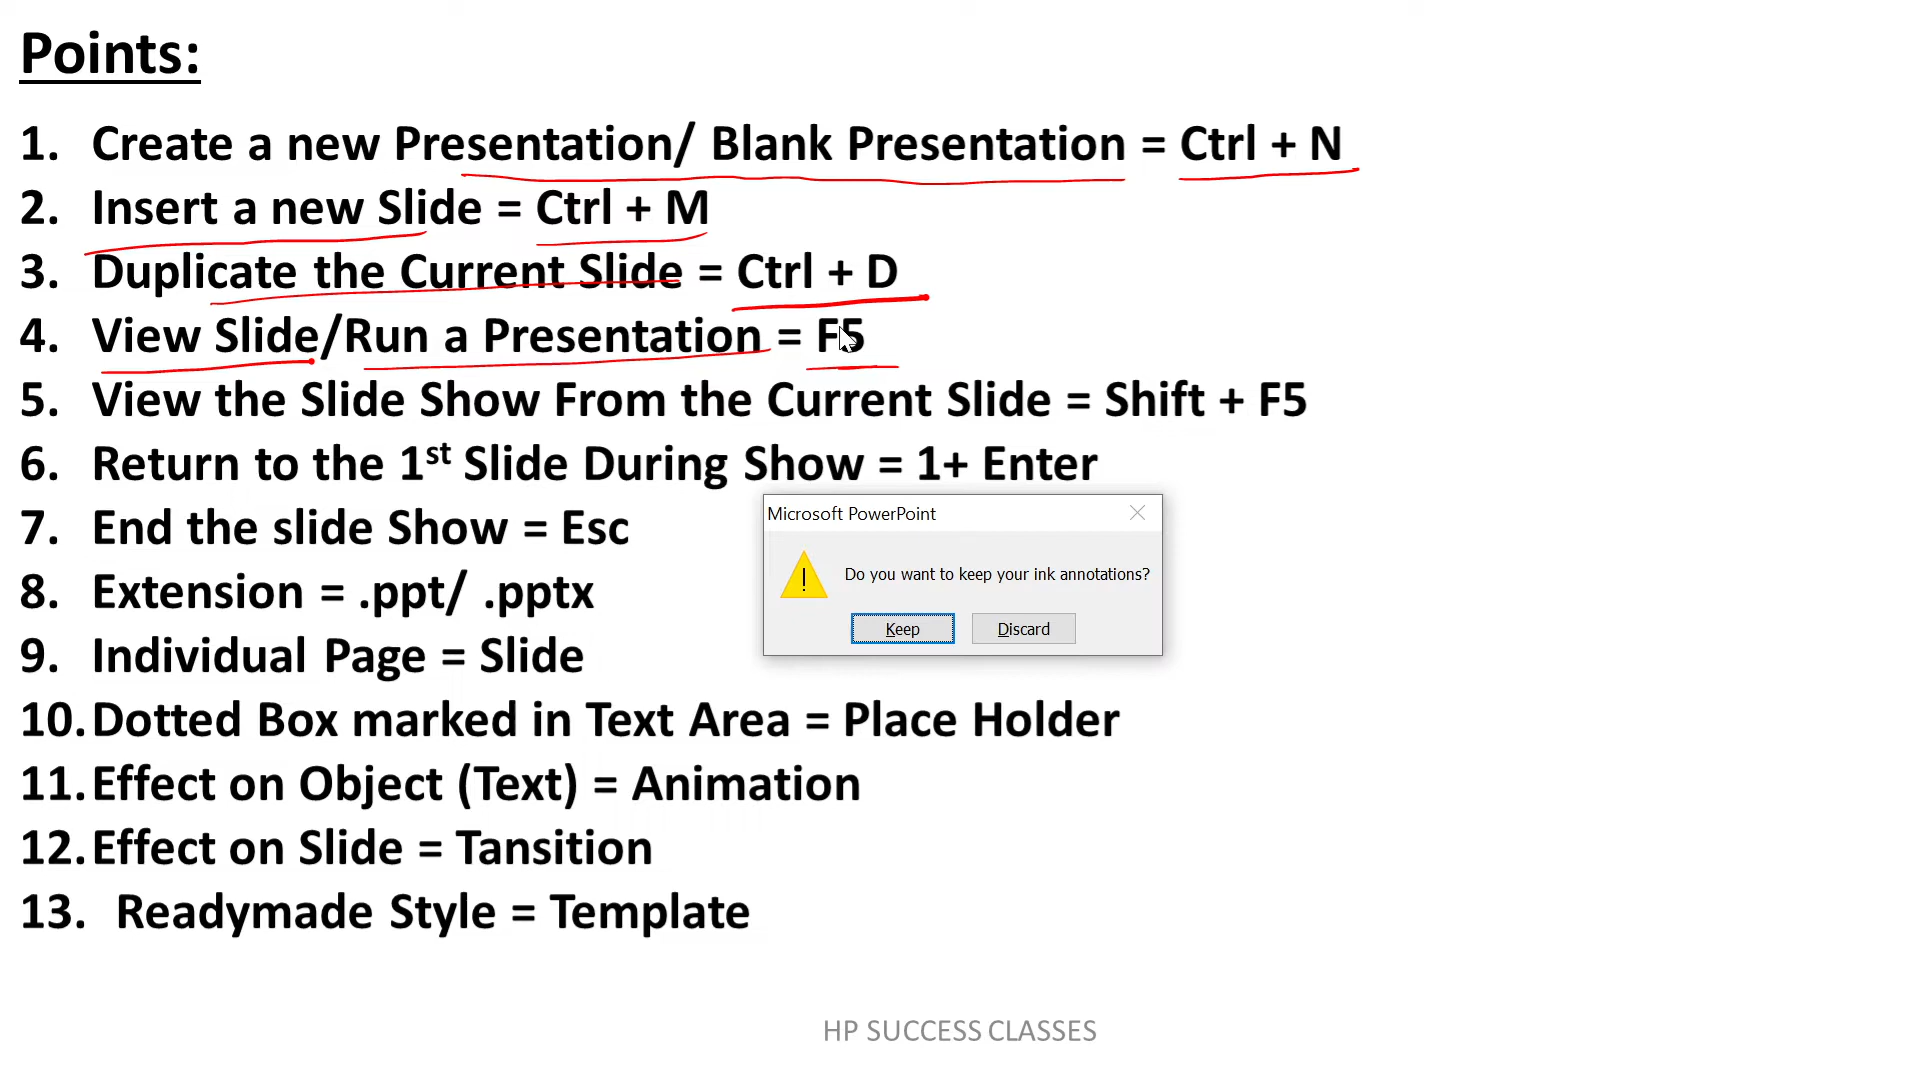 Points:
1. Create a new Presentation/ Blank Presentation = Ctrl + N
2. Insert a new Slide = Ctrl + M
3. Duplicate the Current Slide = Ctrl + D
4. View Slide/Run a Presentation = F5
5. View the Slide Show From the Current Slide = Shift + F5
6. Return to the 1st Slide During Show = 1+ Enter
7. End the slide Show = Esc
8. Extension = .ppt/ .pptx
9. Individual Page = Slide
10. Dotted Box marked in Text Area = Place Holder
11. Effect on Object (Text) = Animation
12. Effect on Slide = Tansition
13. Readymade Style = Template
Microsoft PowerPoint
Do you want to keep your ink annotations?
Keep Discard
HP SUCCESS CLASSES